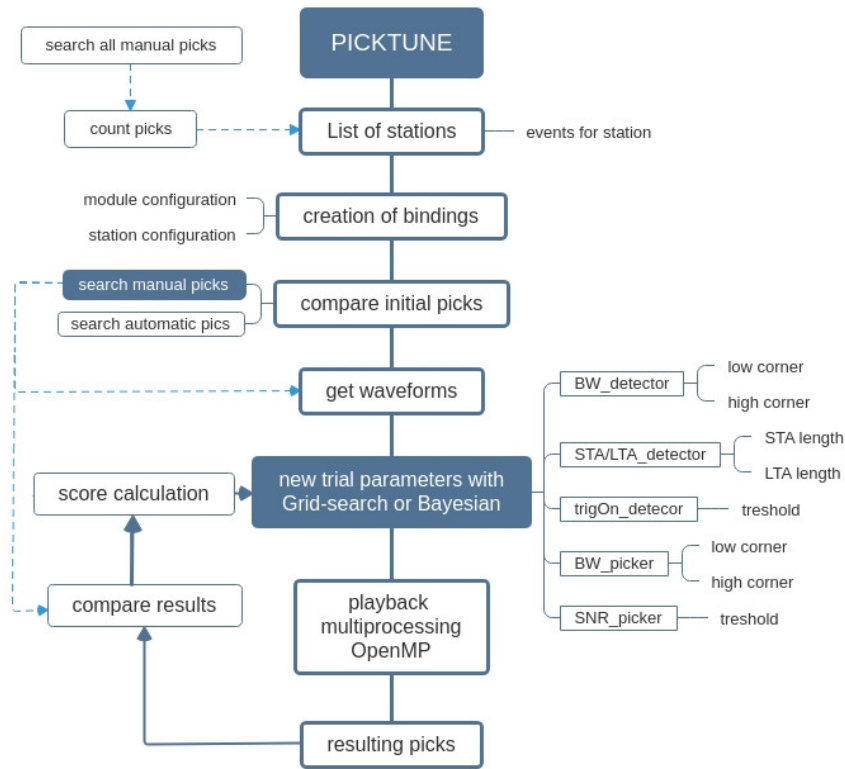 search all manual picks
PICKTUNE
count picks
List of stations
events for station
module configuration
station configuration
creation of bindings
search manual picks
search automatic pics
compare initial picks
get waveforms
BW_detector
low corner
high corner
score calculation
new trial parameters with
Grid-search or Bayesian
STA/LTA_detector
STA length
LTA length
trigOn_detecor
treshold
BW_picker
low corner
high corner
compare results
playback
multiprocessing
OpenMP
SNR_picker
treshold
resulting picks